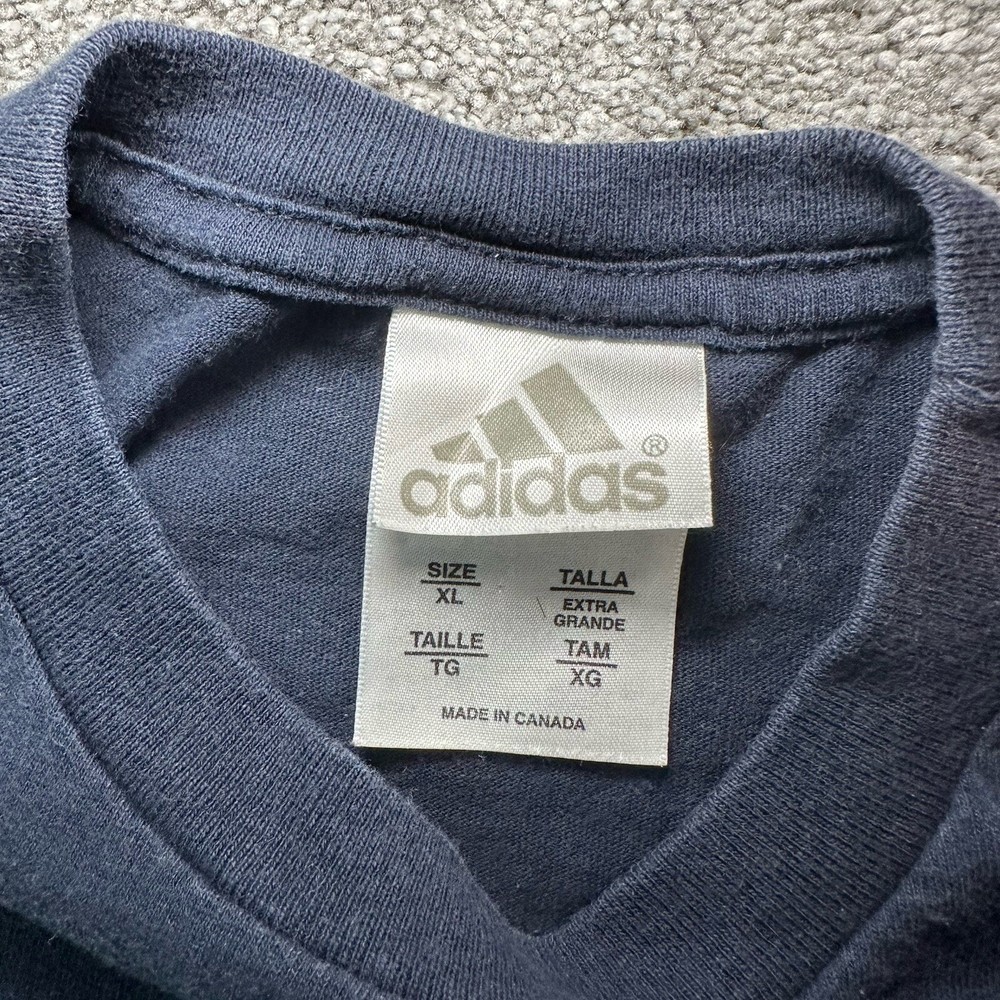 adidas®
SIZE
XL
TALLA
EXTRA
GRANDE
TAILLE
TG
TAM
XG
MADE IN CANADA